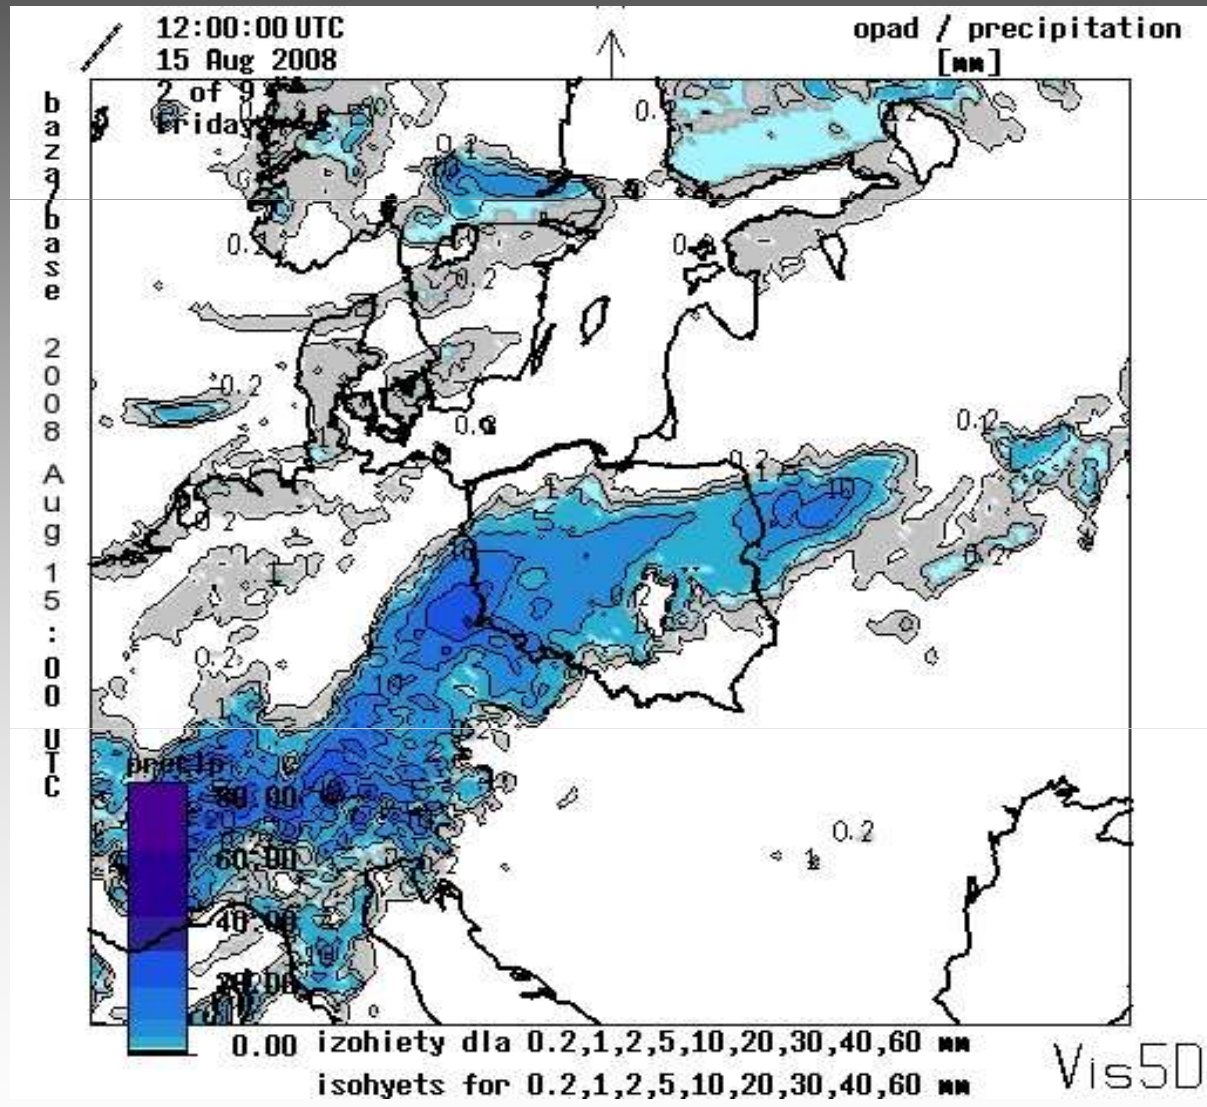 12:00:00 UTC
15 Aug 2008
2 of 9
Friday
opad / precipitation
[mm]
baza/base 2008 Aug 15:00 UTC
0.2
0.2
0.2
0.2
0.2
0.2
10
5
10
0.2
0.2
1
0.2
1
precip
80.00
60.00
40.00
20.00
0.00
izohiety dla 0.2,1,2,5,10,20,30,40,60 mm
isohyets for 0.2,1,2,5,10,20,30,40,60 mm
Vis5D